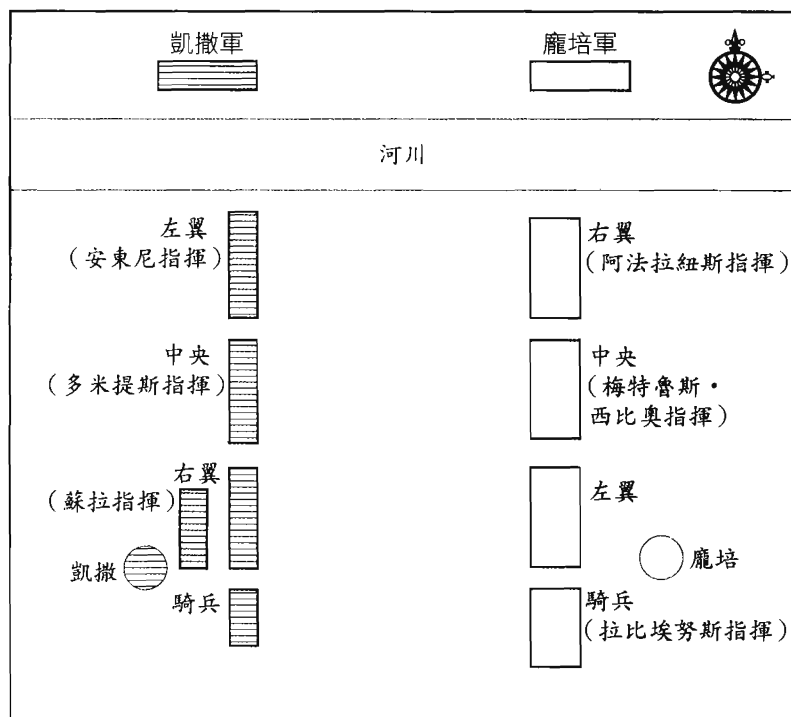 凱撒軍
龐培軍
河川
左翼
(安東尼指揮)
右翼
(阿法拉紐斯指揮)
中央
(多米提斯指揮)
中央
(梅特魯斯・
西比奧指揮)
右翼
(蘇拉指揮)
左翼
凱撒
龐培
騎兵
騎兵
(拉比埃努斯指揮)